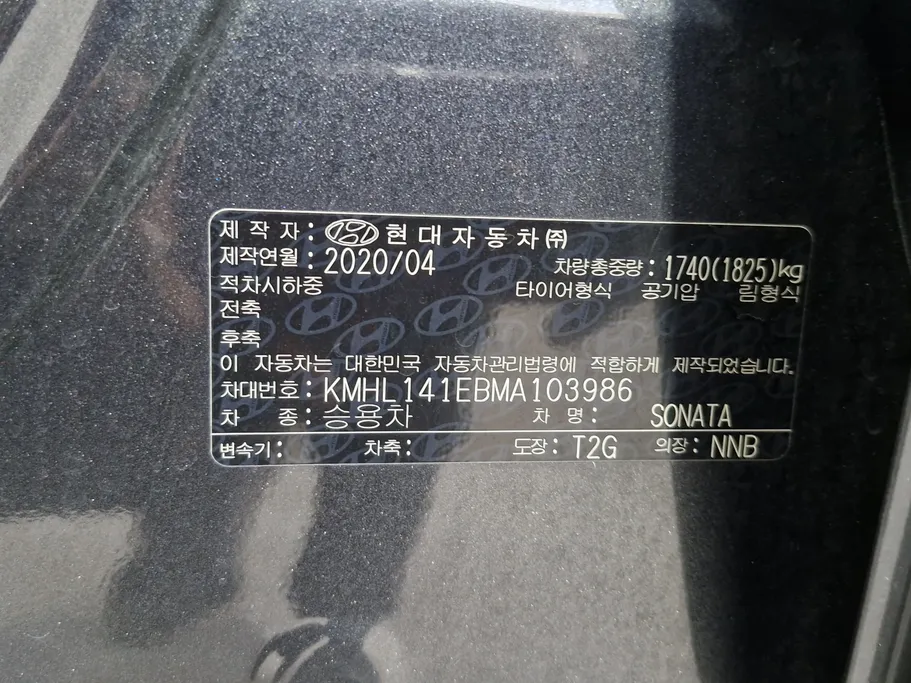 제 작 자 : 현대자동차㈜
제작연월 : 2020/04 차량총중량 : 1740(1825)kg
적차시하중 타이어형식 공기압 림형식
전축
후축
이 자동차는 대한민국 자동차관리법령에 적합하게 제작되었습니다.
차대번호 : KMHL141EBMA103986
차 종 : 승용차 차 명 : SONATA
변속기 : 차축 : 도장 : T2G 의장 : NNB